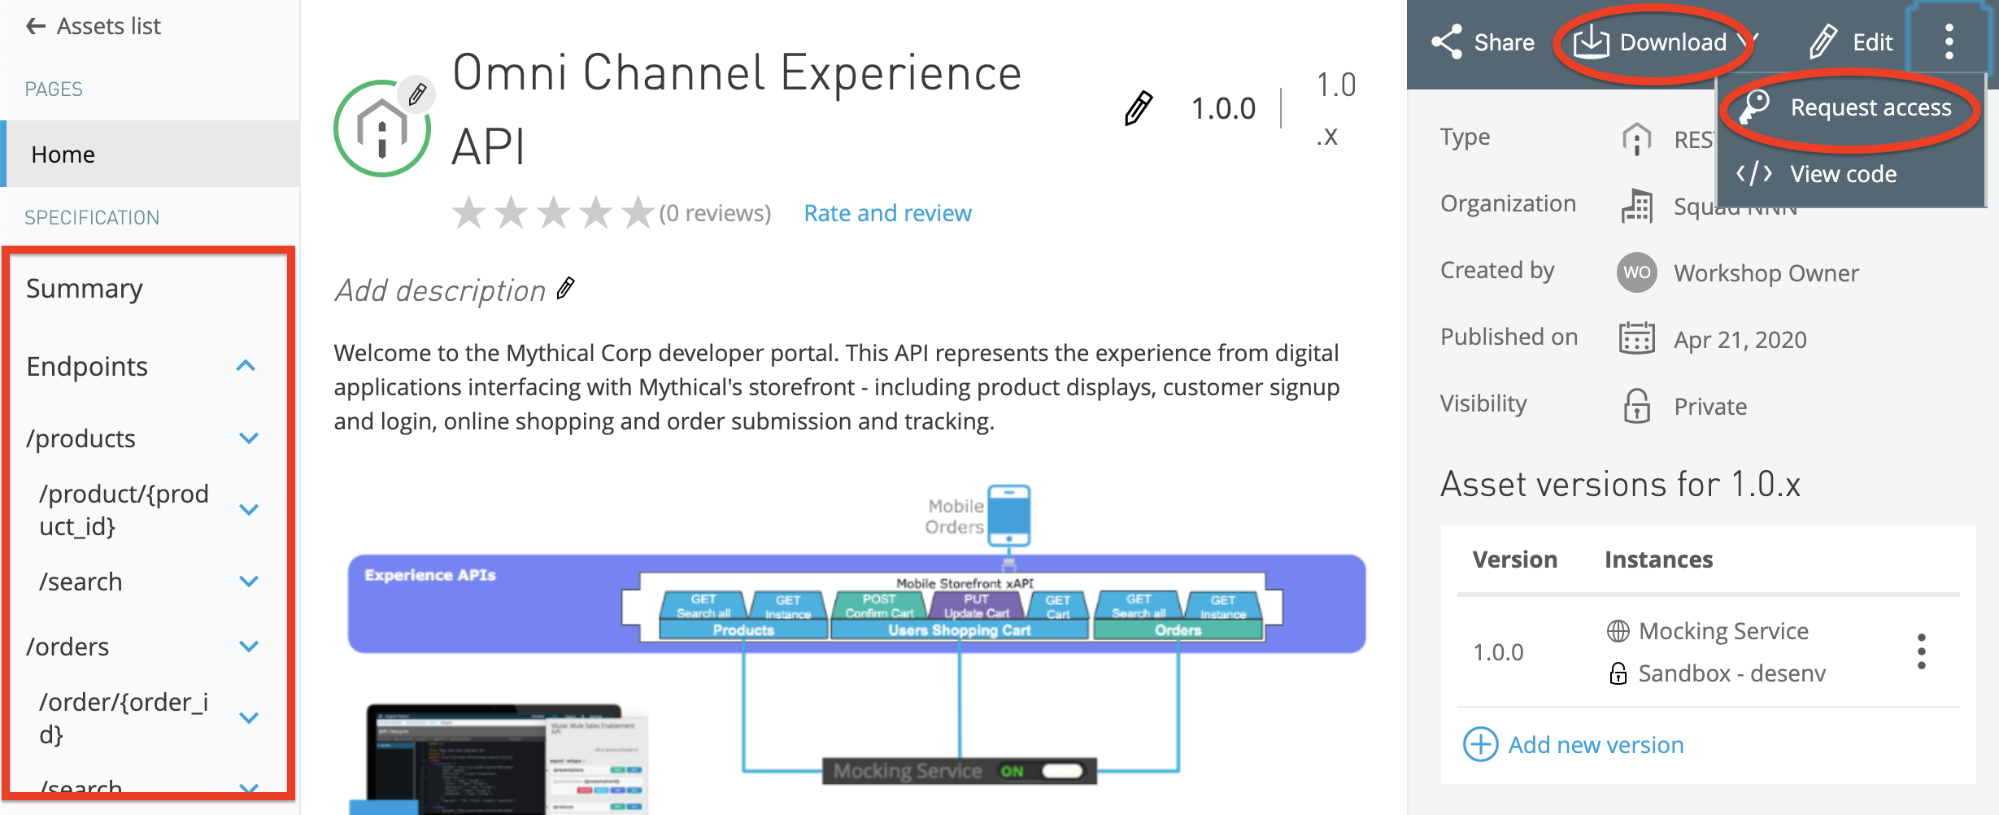 Assets list
PAGES
Home
SPECIFICATION
Summary
Endpoints
/products
/product/{prod
uct_id}
/search
/orders
/order/{order_i
d}
/search
Omni Channel Experience
API
1.0.0
1.0
.x
(0 reviews)
Rate and review
Add description
Welcome to the Mythical Corp developer portal. This API represents the experience from digital
applications interfacing with Mythical's storefront - including product displays, customer signup
and login, online shopping and order submission and tracking.
Mobile
Orders
Experience APIs
Mobile Storefront xAPI
GET
Search all
GET
Instance
POST
Confirm Cart
PUT
Update Cart
GET
Cart
GET
Search all
GET
Instance
Products
Users Shopping Cart
Orders
Mocking Service ON
Share
Download
Edit
Request access
View code
Type
RES
Organization
Squad NNN
Created by
WO
Workshop Owner
Published on
Apr 21, 2020
Visibility
Private
Asset versions for 1.0.x
Version Instances
1.0.0
Mocking Service
Sandbox - desenv
Add new version